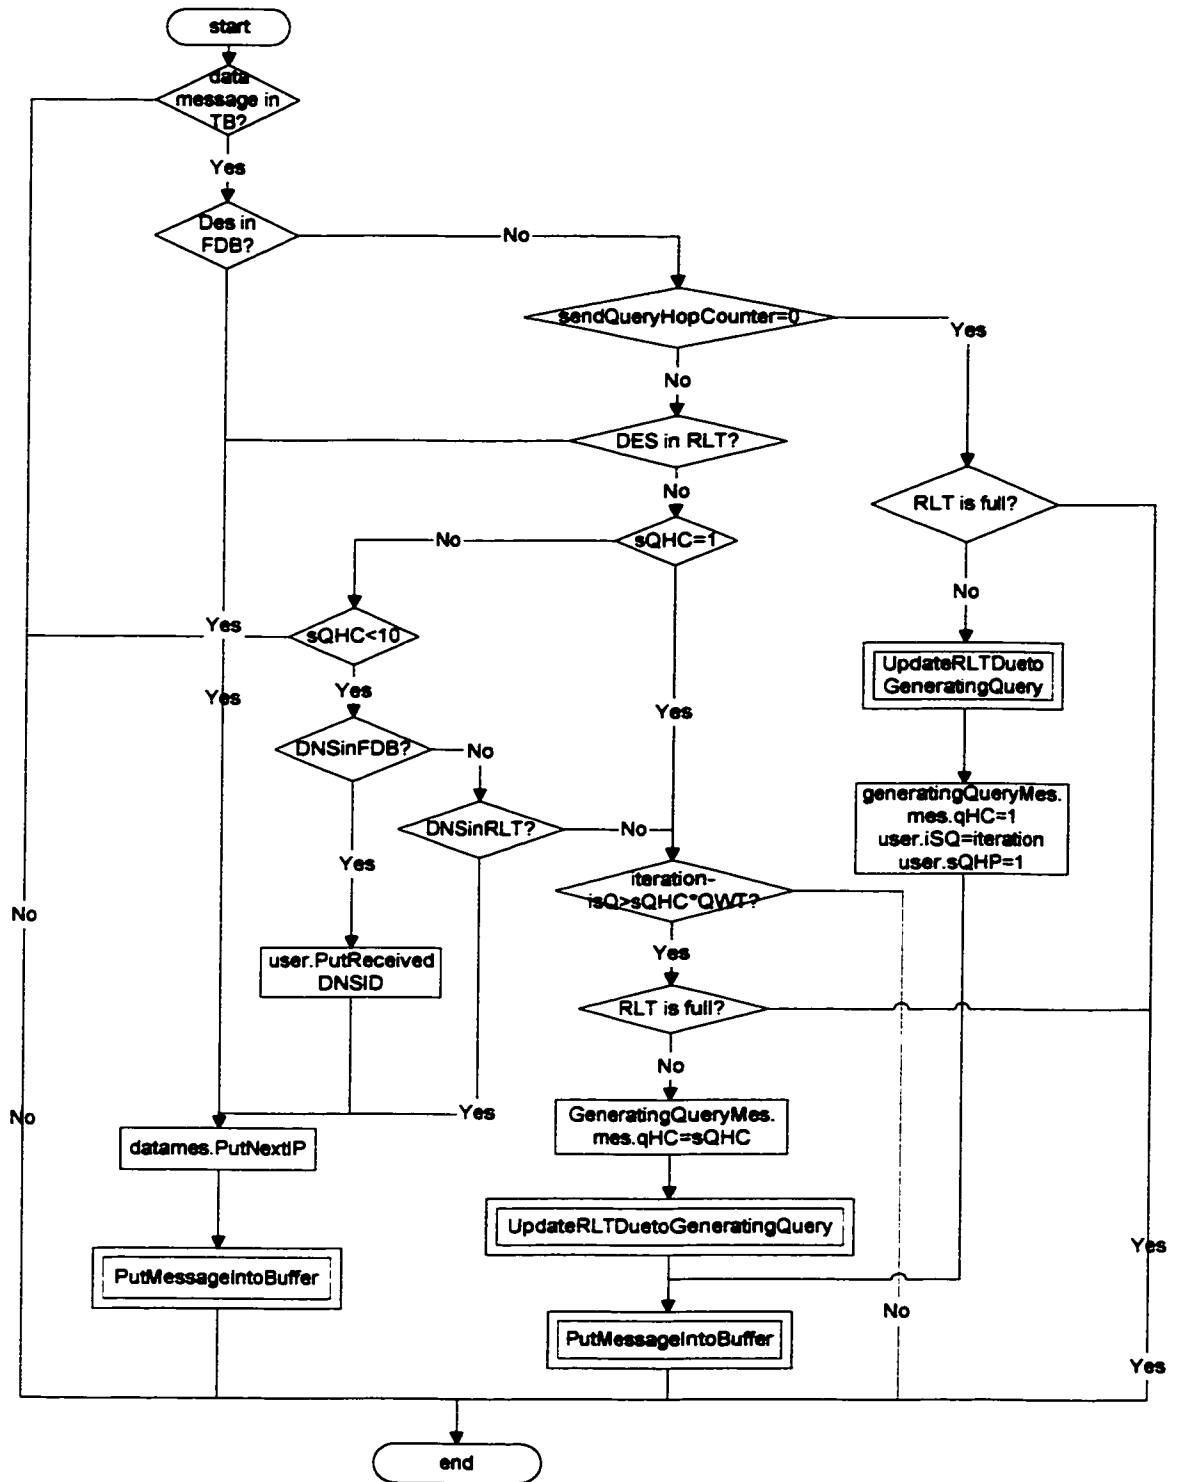 start
data
message in
TB?
Yes
Des in
FDB?
No
sendQueryHopCounter=0
Yes
No
DES in RLT?
No
RLT is full?
sQHC=1
No
No
sQHC<10
Yes
Yes
Yes
Yes
UpdateRLTDueto
GeneratingQuery
DNSinFDB?
No
DNSinRLT?
No
generatingQueryMes.
mes.qHC=1
user.iSQ=iteration
user.sQHP=1
Yes
iteration-
isQ>sQHC*QWT?
No
Yes
user.PutReceived
DNSID
RLT is full?
No
No
Yes
GeneratingQueryMes.
mes.qHC=sQHC
datames.PutNextIP
UpdateRLTDuetoGeneratingQuery
Yes
PutMessageIntoBuffer
No
PutMessageIntoBuffer
Yes
end